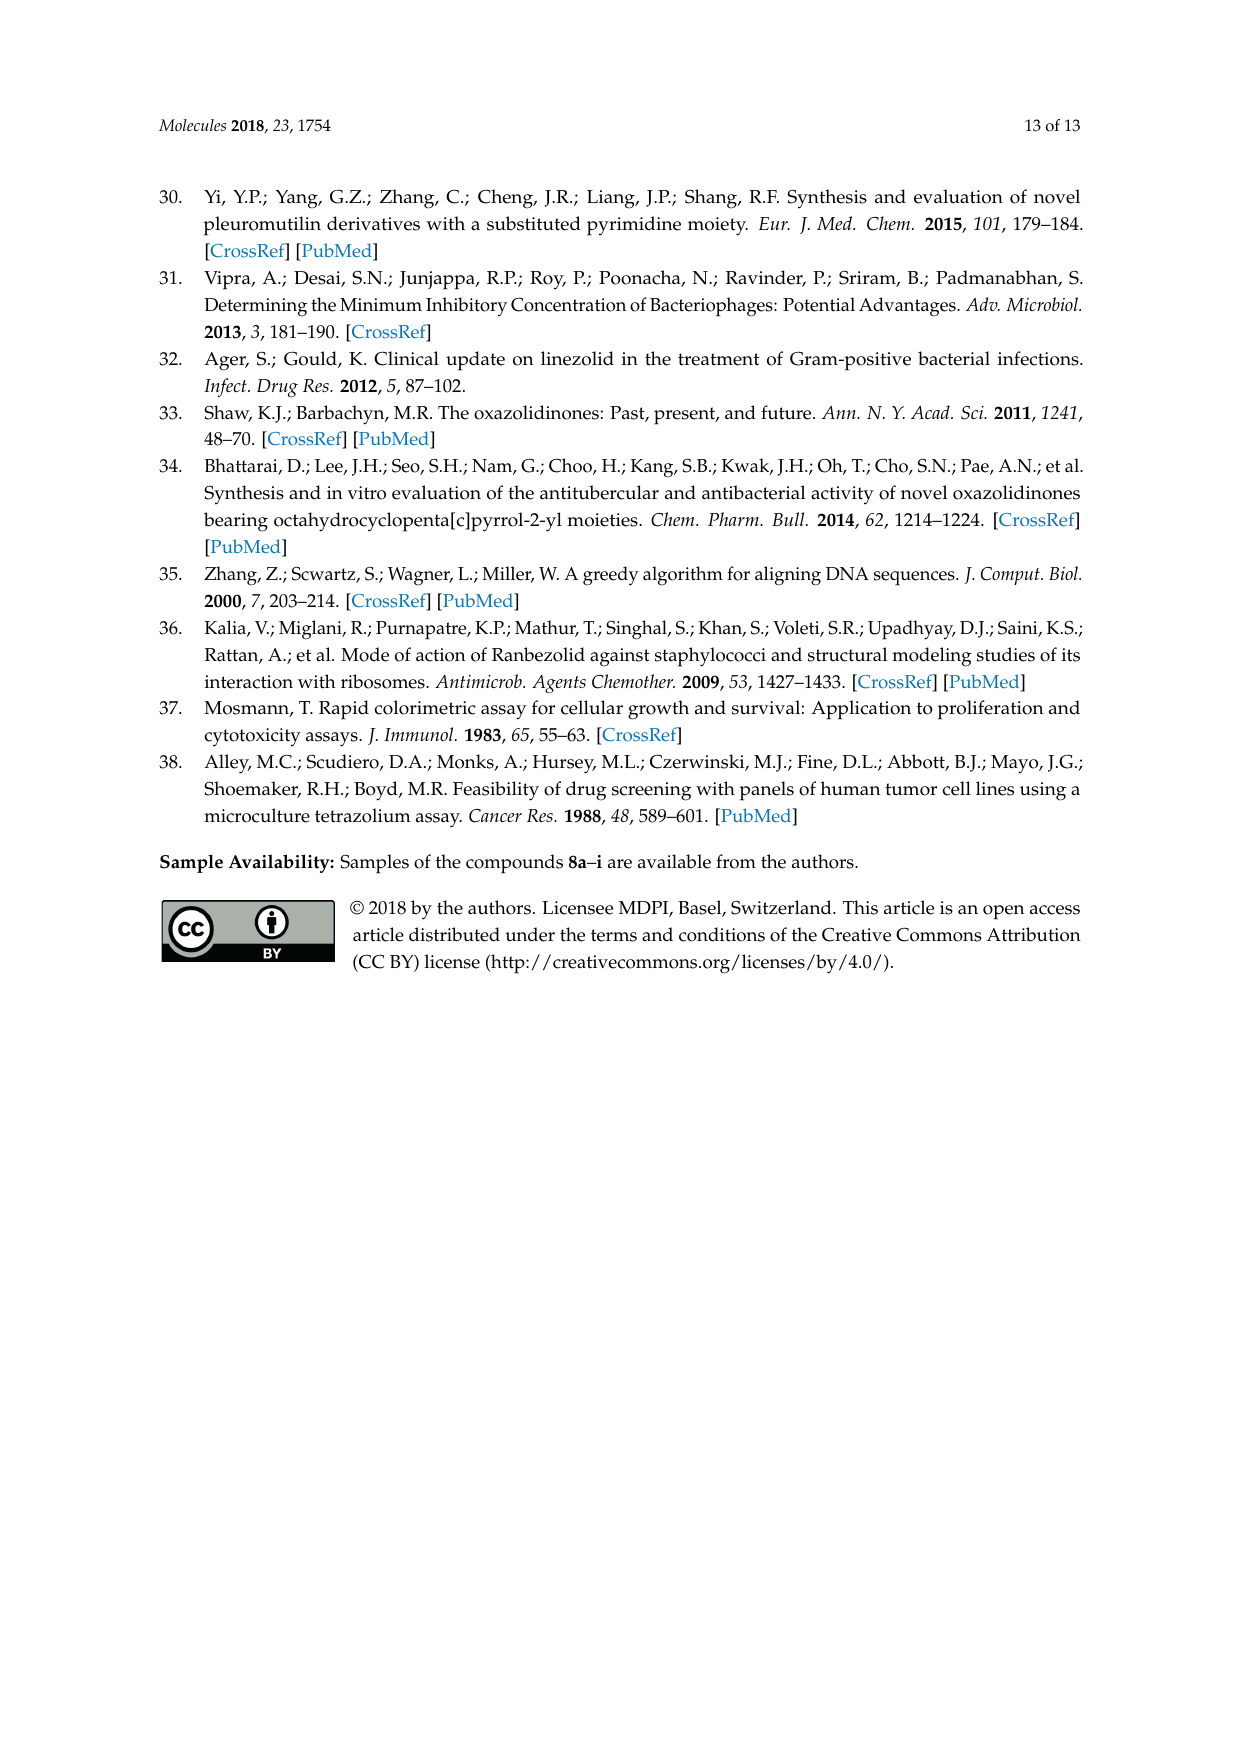 Molecules 2018, 23, 1754
13 of 13
30. Yi, Y.P.; Yang, G.Z.; Zhang, C.; Cheng, J.R.; Liang, J.P.; Shang, R.F. Synthesis and evaluation of novel
pleuromutilin derivatives with a substituted pyrimidine moiety. Eur. J. Med. Chem. 2015, 101, 179–184.
[CrossRef] [PubMed]
31. Vipra, A.; Desai, S.N.; Junjappa, R.P.; Roy, P.; Poonacha, N.; Ravinder, P.; Sriram, B.; Padmanabhan, S.
Determining the Minimum Inhibitory Concentration of Bacteriophages: Potential Advantages. Adv. Microbiol.
2013, 3, 181–190. [CrossRef]
32. Ager, S.; Gould, K. Clinical update on linezolid in the treatment of Gram-positive bacterial infections.
Infect. Drug Res. 2012, 5, 87–102.
33. Shaw, K.J.; Barbachyn, M.R. The oxazolidinones: Past, present, and future. Ann. N. Y. Acad. Sci. 2011, 1241,
48–70. [CrossRef] [PubMed]
34. Bhattarai, D.; Lee, J.H.; Seo, S.H.; Nam, G.; Choo, H.; Kang, S.B.; Kwak, J.H.; Oh, T.; Cho, S.N.; Pae, A.N.; et al.
Synthesis and in vitro evaluation of the antitubercular and antibacterial activity of novel oxazolidinones
bearing octahydrocyclopenta[c]pyrrol-2-yl moieties. Chem. Pharm. Bull. 2014, 62, 1214–1224. [CrossRef]
[PubMed]
35. Zhang, Z.; Scwartz, S.; Wagner, L.; Miller, W. A greedy algorithm for aligning DNA sequences. J. Comput. Biol.
2000, 7, 203–214. [CrossRef] [PubMed]
36. Kalia, V.; Miglani, R.; Purnapatre, K.P.; Mathur, T.; Singhal, S.; Khan, S.; Voleti, S.R.; Upadhyay, D.J.; Saini, K.S.;
Rattan, A.; et al. Mode of action of Ranbezolid against staphylococci and structural modeling studies of its
interaction with ribosomes. Antimicrob. Agents Chemother. 2009, 53, 1427–1433. [CrossRef] [PubMed]
37. Mosmann, T. Rapid colorimetric assay for cellular growth and survival: Application to proliferation and
cytotoxicity assays. J. Immunol. 1983, 65, 55–63. [CrossRef]
38. Alley, M.C.; Scudiero, D.A.; Monks, A.; Hursey, M.L.; Czerwinski, M.J.; Fine, D.L.; Abbott, B.J.; Mayo, J.G.;
Shoemaker, R.H.; Boyd, M.R. Feasibility of drug screening with panels of human tumor cell lines using a
microculture tetrazolium assay. Cancer Res. 1988, 48, 589–601. [PubMed]
Sample Availability: Samples of the compounds 8a–i are available from the authors.
cc
BY
© 2018 by the authors. Licensee MDPI, Basel, Switzerland. This article is an open access
article distributed under the terms and conditions of the Creative Commons Attribution
(CC BY) license (http://creativecommons.org/licenses/by/4.0/).